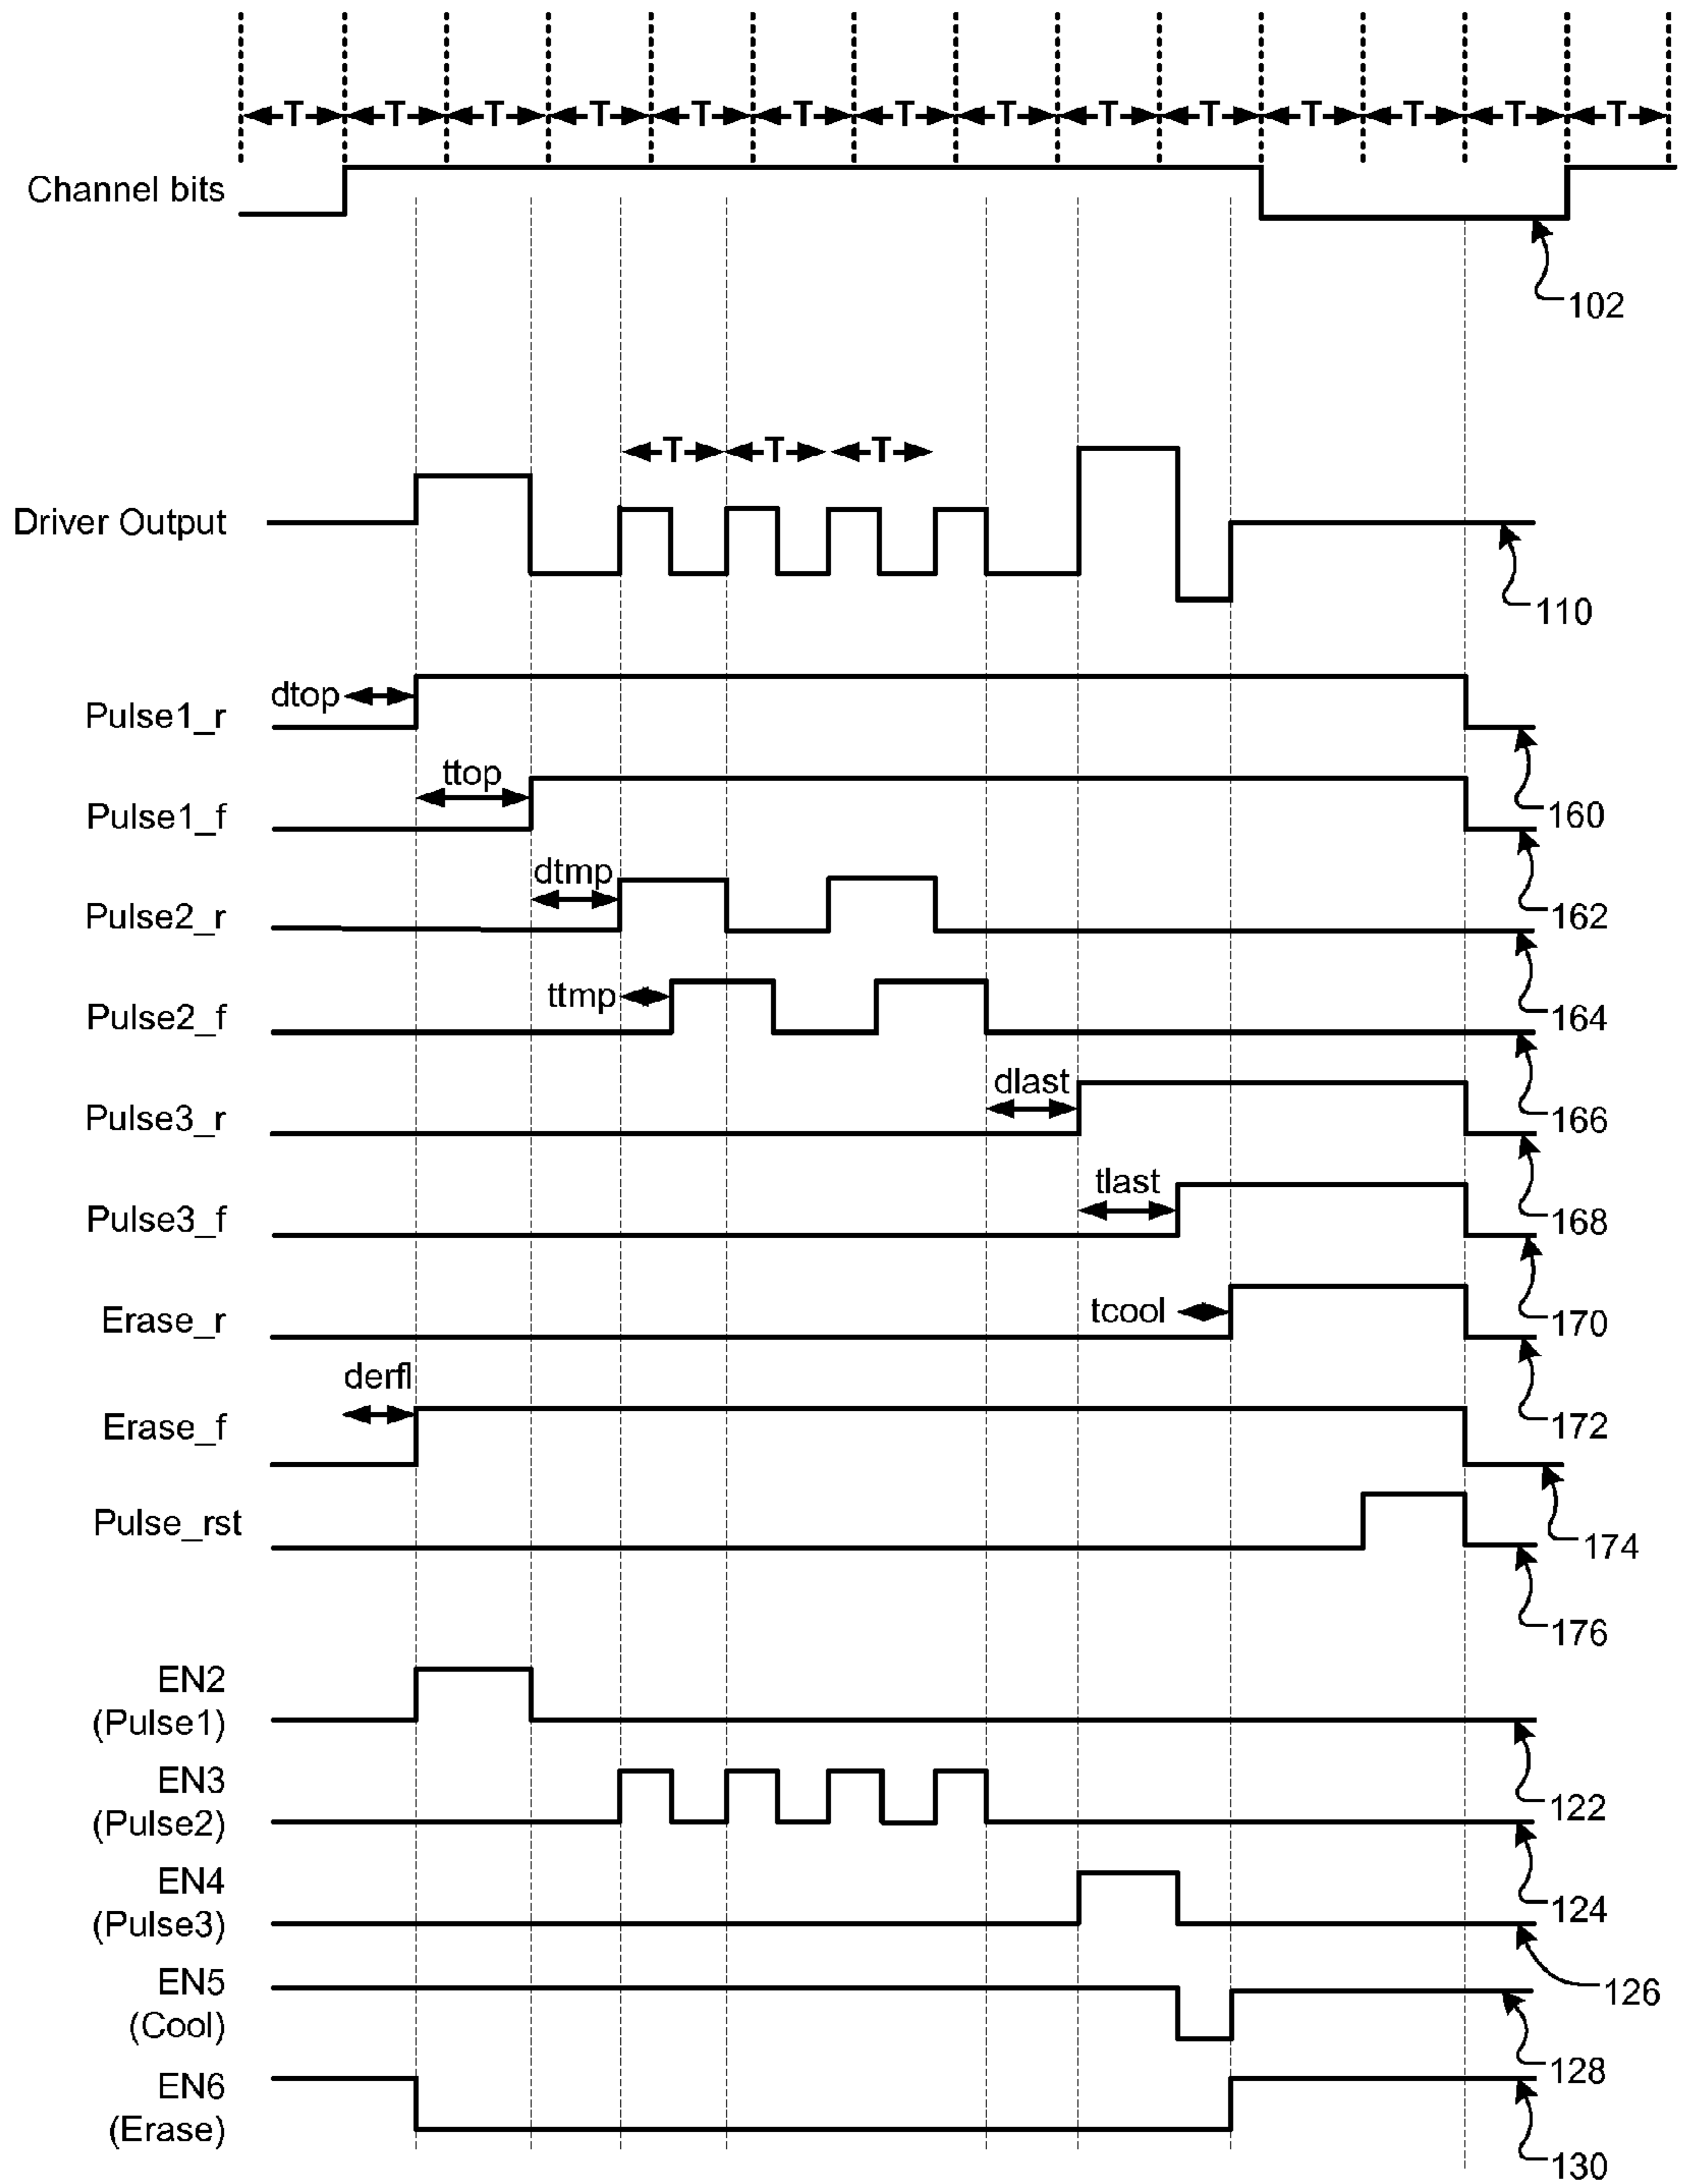 T T T T T T T T T T T T T T
Channel bits
102
T T T
Driver Output
110
dtop
Pulse1_r
160
ttop
Pulse1_f
162
dtmp
Pulse2_r
164
ttmp
Pulse2_f
166
dlast
Pulse3_r
168
tlast
Pulse3_f
170
tcool
Erase_r
172
derfl
Erase_f
174
Pulse_rst
176
EN2
(Pulse1)
122
EN3
(Pulse2)
124
EN4
(Pulse3)
126
EN5
(Cool)
128
EN6
(Erase)
130